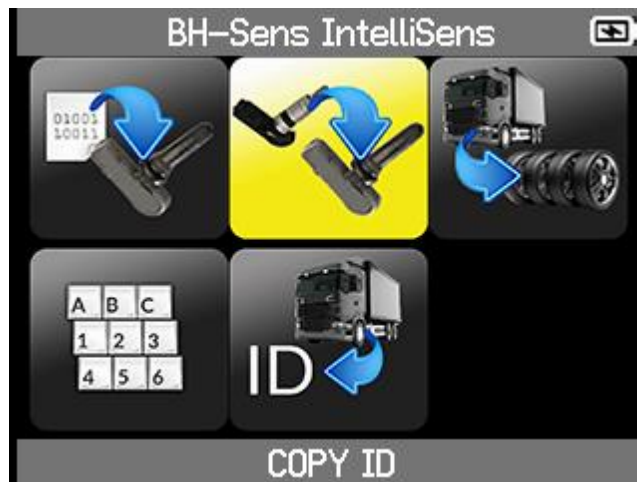 BH-Sens IntelliSens
01001
10011
A B C
1 2 3
4 5 6
ID
COPY ID